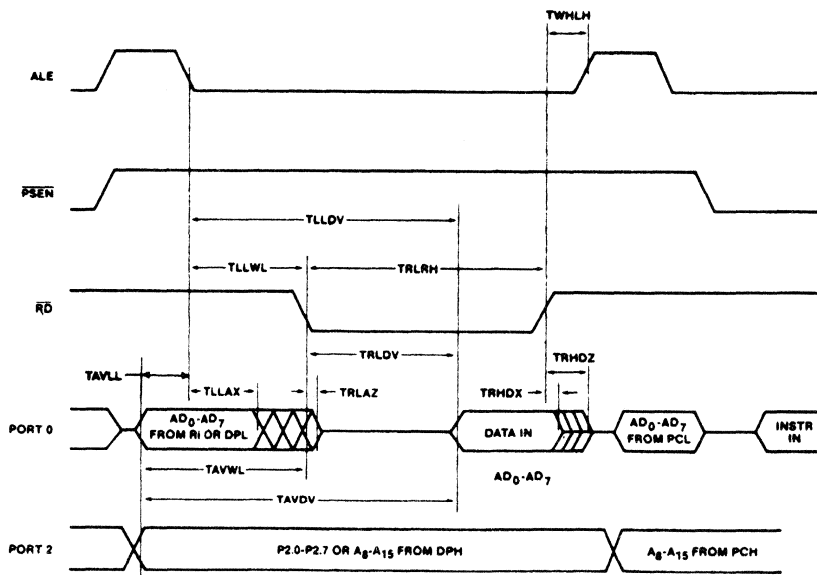 TWHLH
ALE
PSEN
TLLDV
TLLWL
TRLRH
RD
TRLDV
TRHDZ
TAVLL
TLLAX
TRLAZ
TRHDX
PORT 0
AD0-AD7
FROM Ri OR DPL
DATA IN
AD0-AD7
FROM PCL
INSTR
IN
TAVWL
AD0-AD7
TAVDV
PORT 2
P2.0-P2.7 OR A8-A15 FROM DPH
A8-A15 FROM PCH